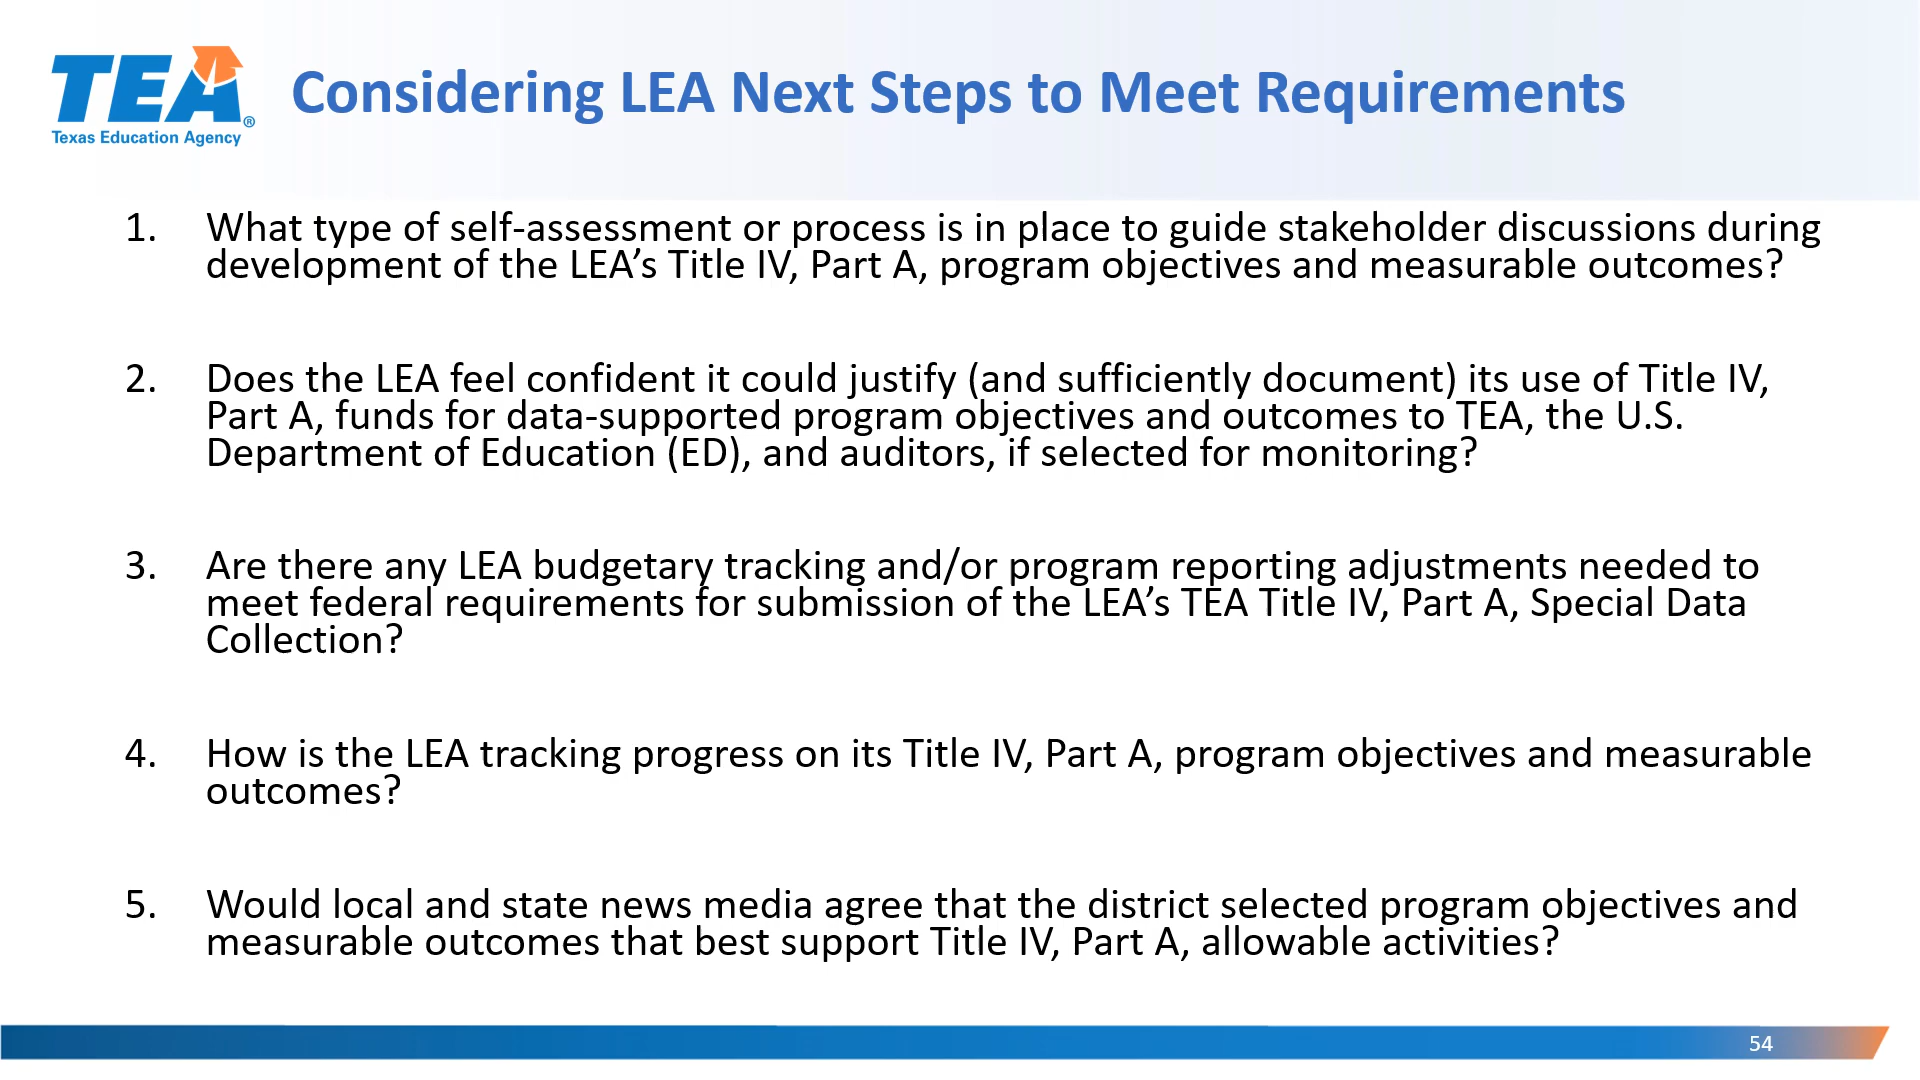 TEA®
Texas Education Agency
Considering LEA Next Steps to Meet Requirements
1. What type of self-assessment or process is in place to guide stakeholder discussions during
development of the LEA’s Title IV, Part A, program objectives and measurable outcomes?
2. Does the LEA feel confident it could justify (and sufficiently document) its use of Title IV,
Part A, funds for data-supported program objectives and outcomes to TEA, the U.S.
Department of Education (ED), and auditors, if selected for monitoring?
3. Are there any LEA budgetary tracking and/or program reporting adjustments needed to
meet federal requirements for submission of the LEA’s TEA Title IV, Part A, Special Data
Collection?
4. How is the LEA tracking progress on its Title IV, Part A, program objectives and measurable
outcomes?
5. Would local and state news media agree that the district selected program objectives and
measurable outcomes that best support Title IV, Part A, allowable activities?
54